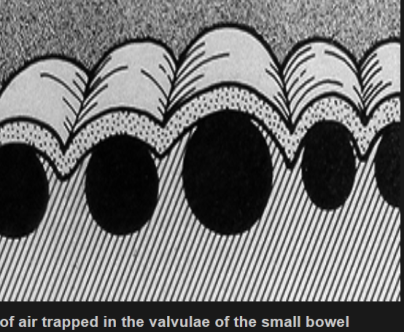 of air trapped in the valvulae of the small bowel